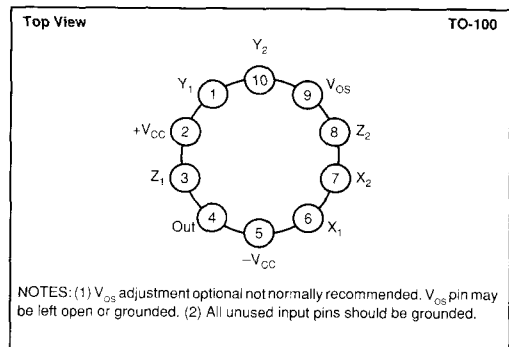 Top View TO-100
Y2
Y1 10 VOS
1 9
+VCC 2 8 Z2
Z1 3 7 X2
Out 4 6 X1
5
−VCC
NOTES: (1) VOS adjustment optional not normally recommended. VOS pin may
be left open or grounded. (2) All unused input pins should be grounded.